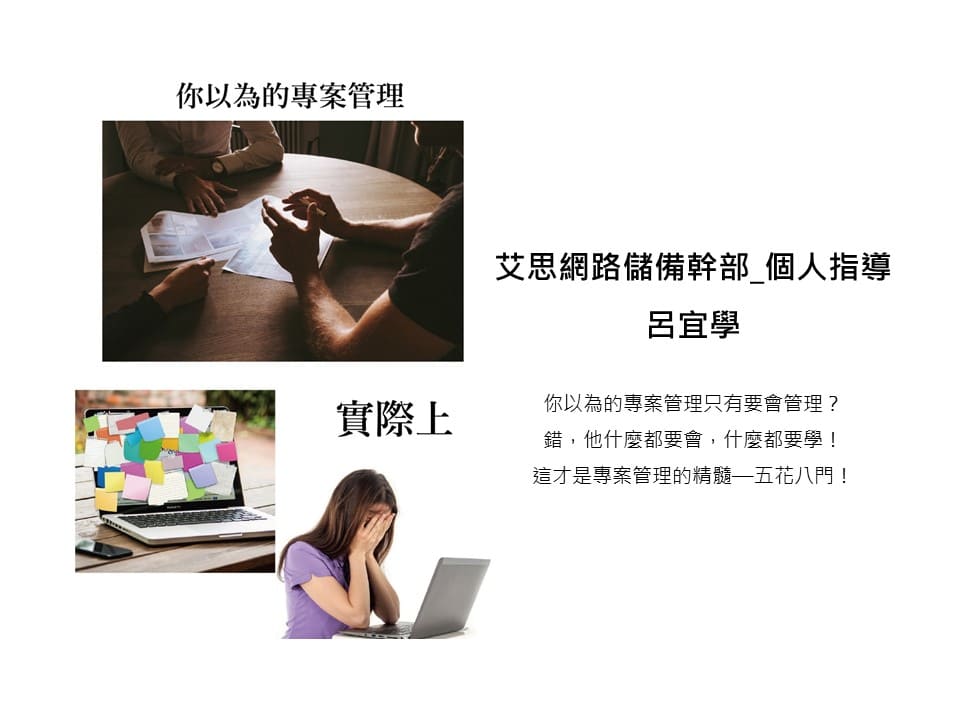 你以為的專案管理
實際上
艾思網路儲備幹部_個人指導
呂宜學
你以為的專案管理只有要會管理？
錯，他什麼都要會，什麼都要學！
這才是專案管理的精髓—五花八門！